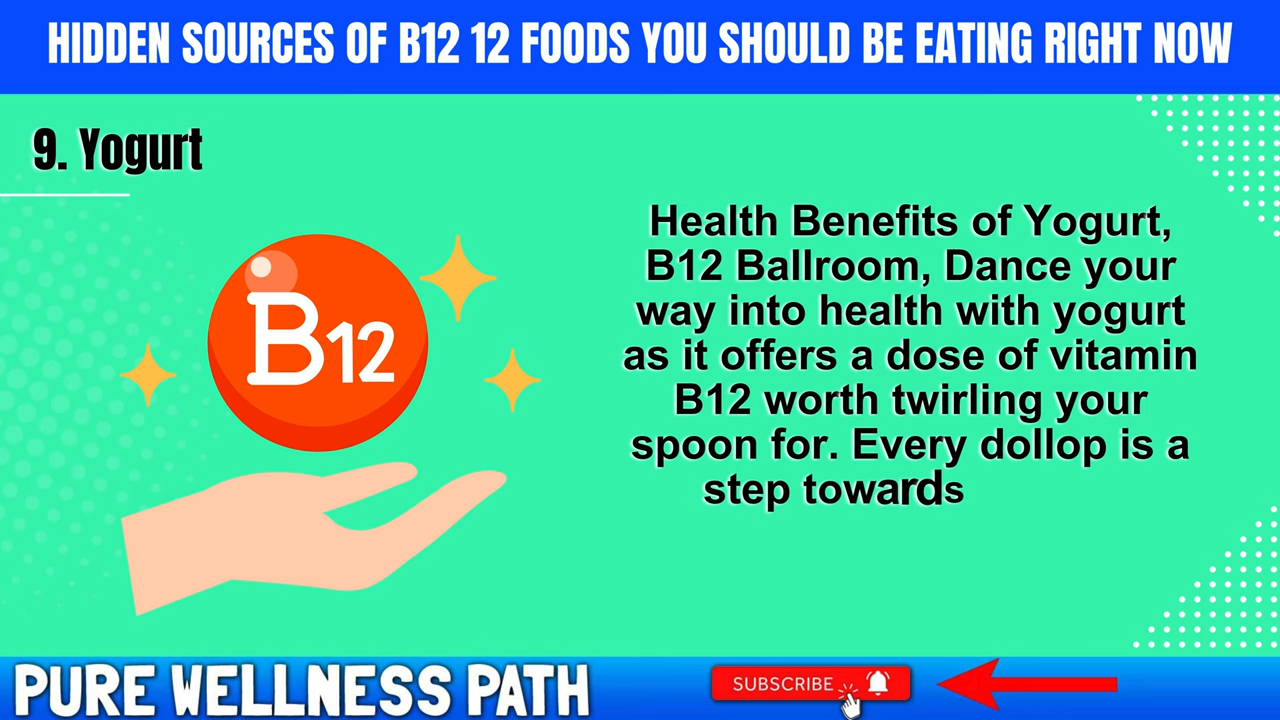 HIDDEN SOURCES OF B12 12 FOODS YOU SHOULD BE EATING RIGHT NOW
9. Yogurt
B12
Health Benefits of Yogurt,
B12 Ballroom, Dance your
way into health with yogurt
as it offers a dose of vitamin
B12 worth twirling your
spoon for. Every dollop is a
step towards
PURE WELLNESS PATH
SUBSCRIBE